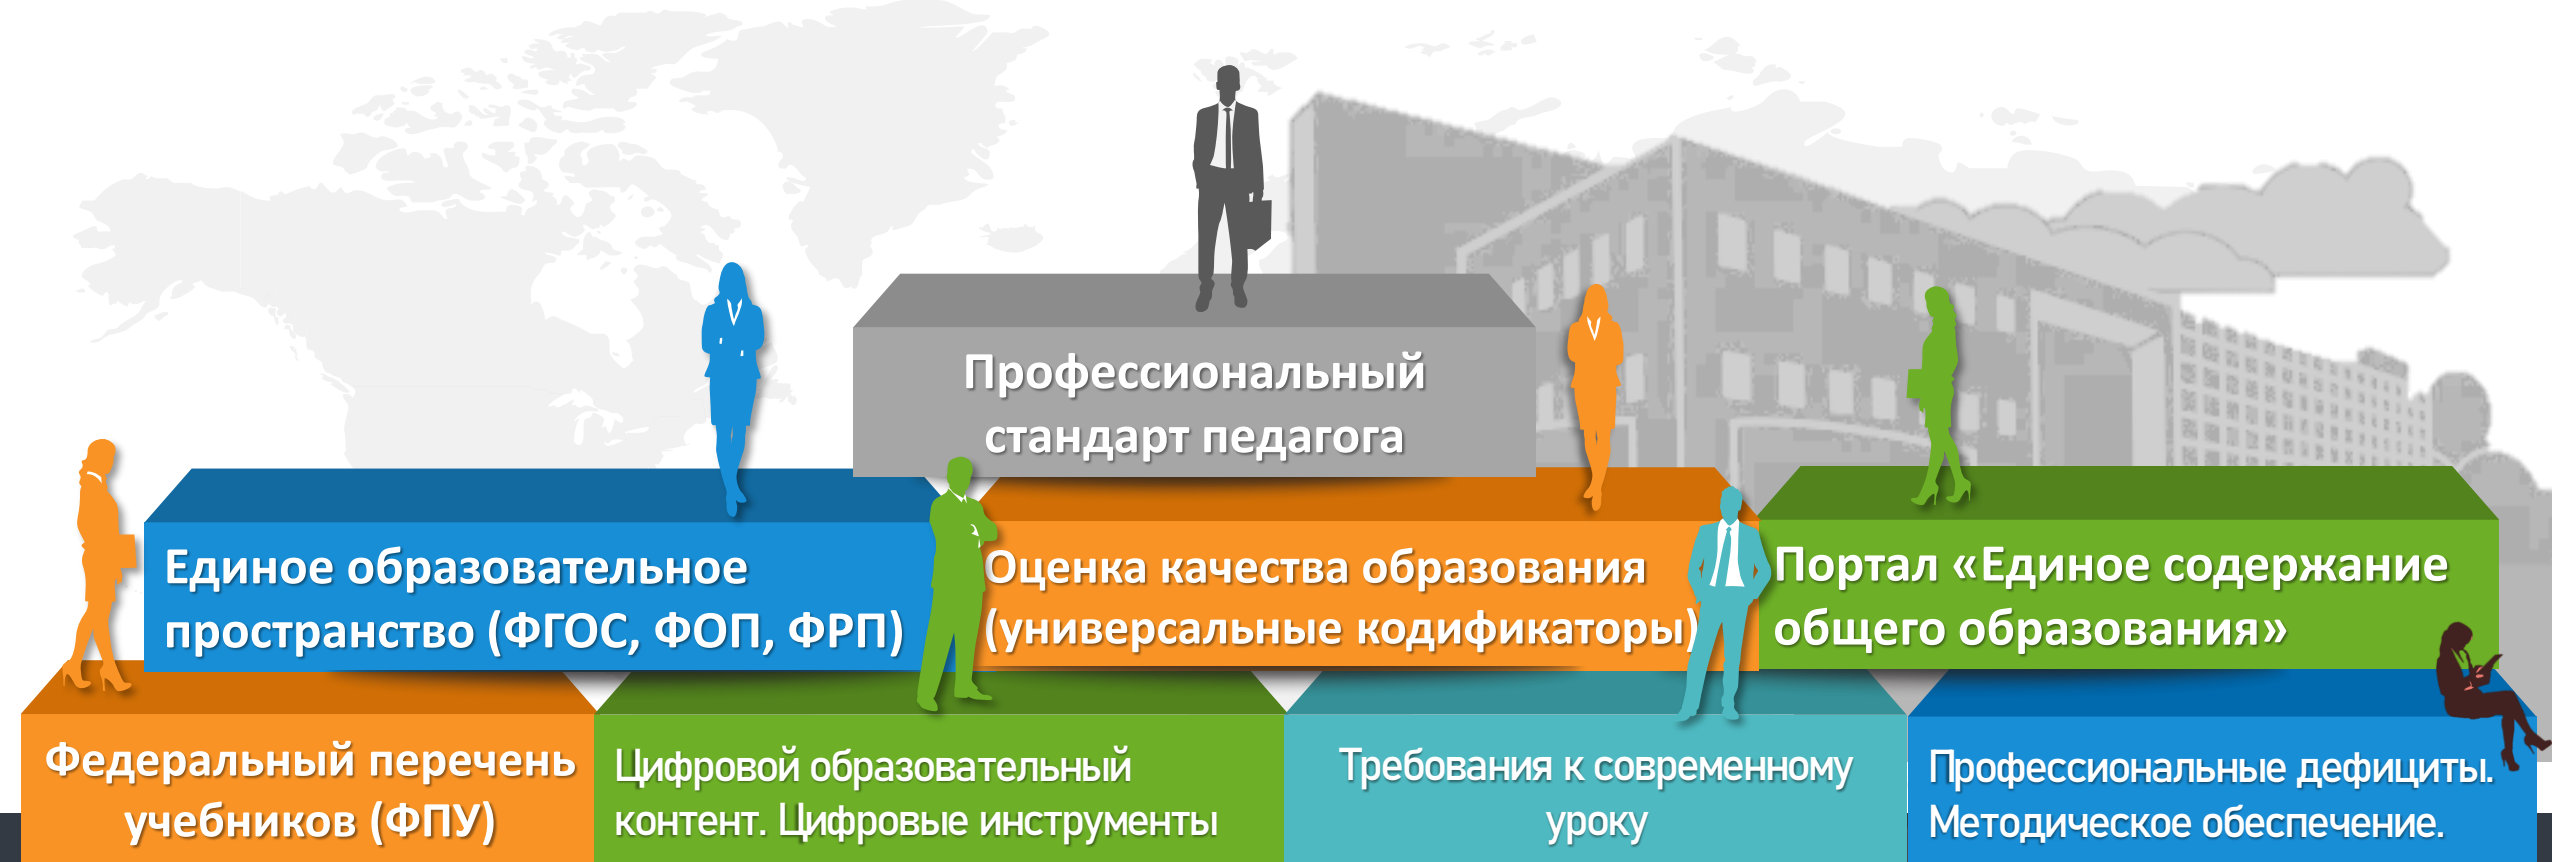 Профессиональный
стандарт педагога
Единое образовательное
пространство (ФГОС, ФОП, ФРП)
Оценка качества образования
(универсальные кодификаторы)
Портал «Единое содержание
общего образования»
Федеральный перечень
учебников (ФПУ)
Цифровой образовательный
контент. Цифровые инструменты
Требования к современному
уроку
Профессиональные дефициты.
Методическое обеспечение.